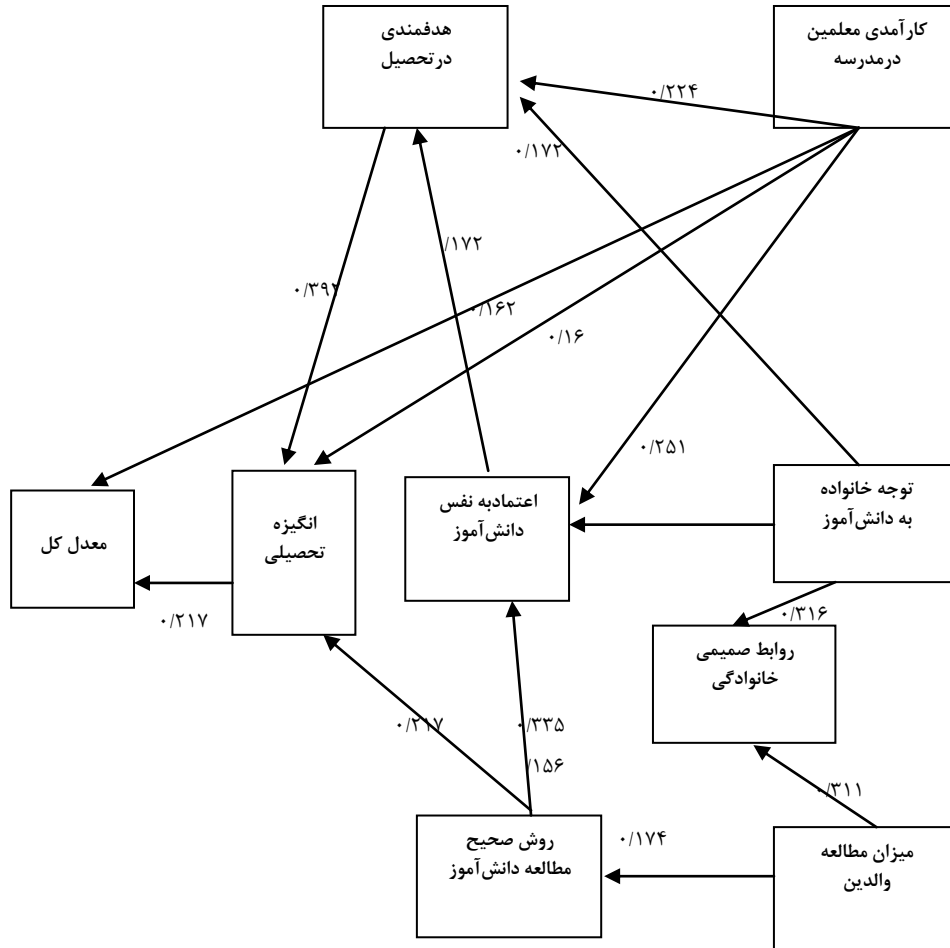 کارآمدی معلمین
درمدرسه
هدفمندی
درتحصیل
۰/۲۲۴
۰/۱۷۲
/۱۷۲
۰/۳۹۲
۰/۱۶۲
۰/۱۶
۰/۲۵۱
توجه خانواده
به دانش‌آموز
اعتمادبه نفس
دانش‌آموز
انگیزه
تحصیلی
معدل کل
۰/۲۱۷
۰/۳۱۶
روابط صمیمی
خانوادگی
۰/۳۱۱
۰/۳۳۵
/۱۵۶
۰/۲۱۷
میزان مطالعه
والدین
۰/۱۷۴
روش صحیح
مطالعه دانش‌آموز